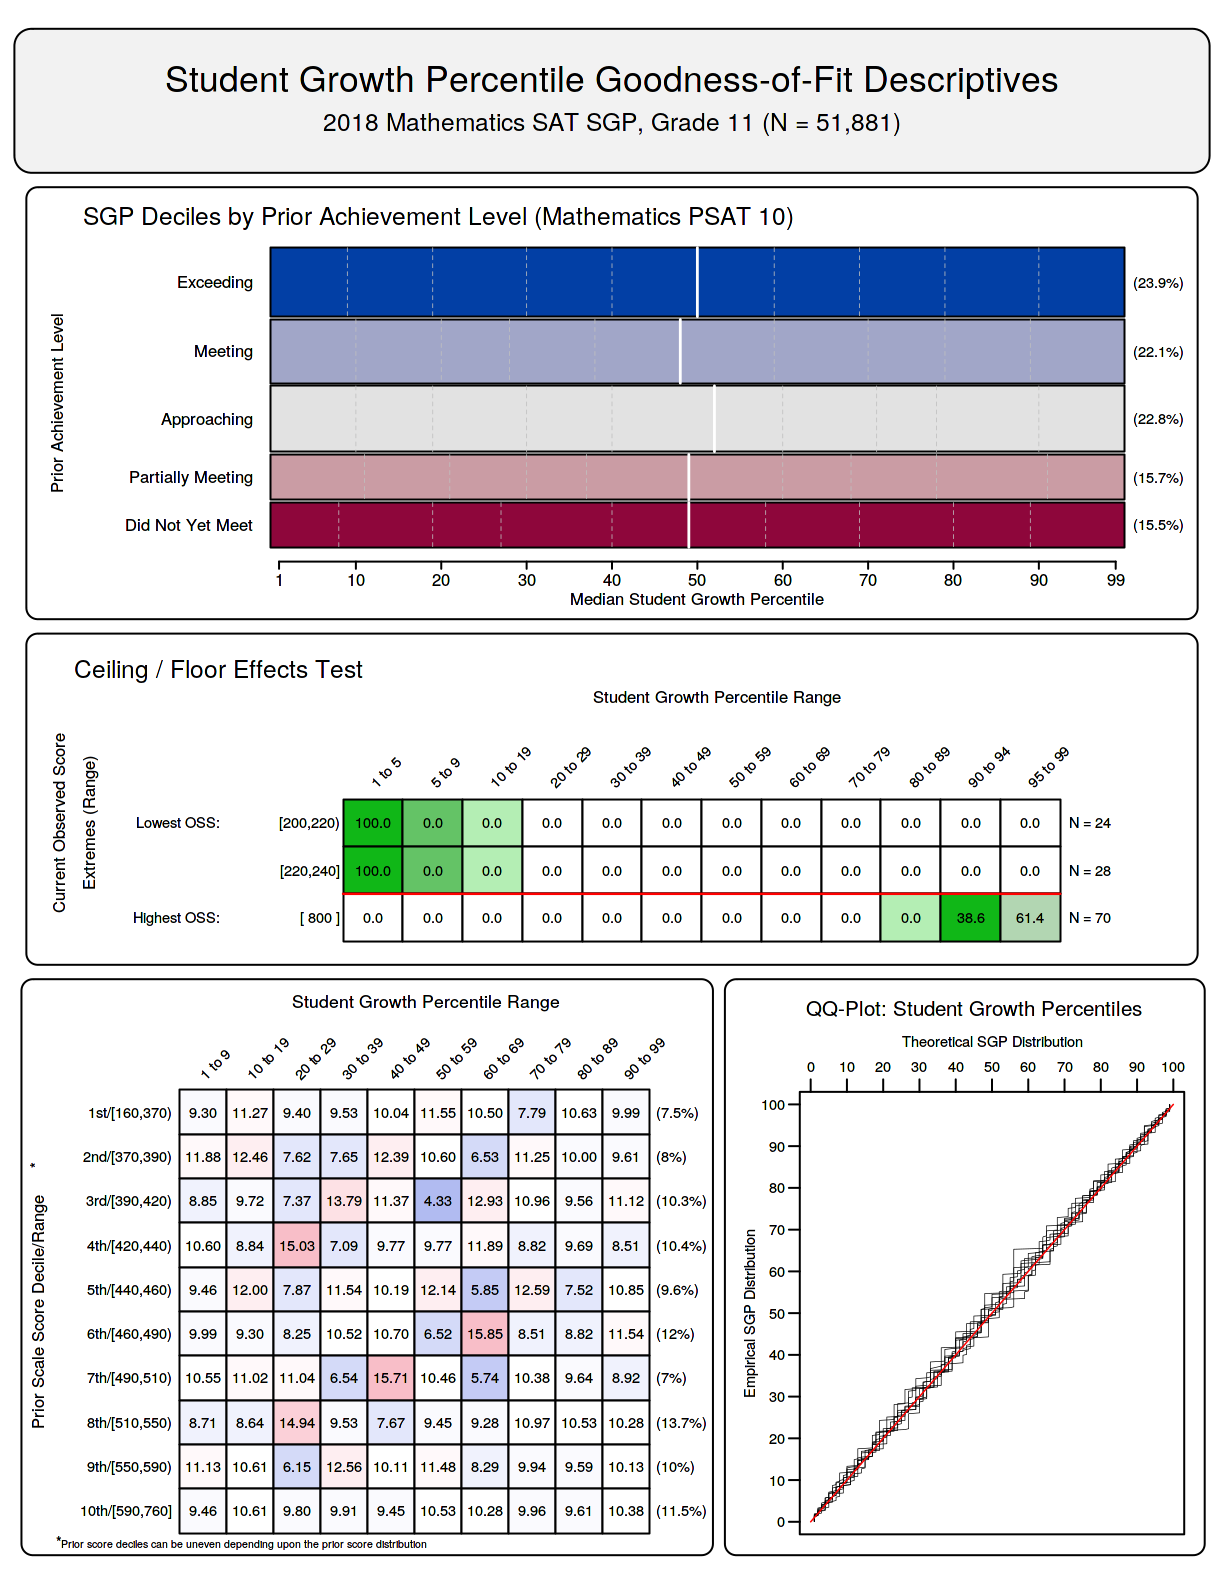 Student Growth Percentile Goodness-of-Fit Descriptives
2018 Mathematics SAT SGP, Grade 11 (N = 51,881)
SGP Deciles by Prior Achievement Level (Mathematics PSAT 10)
Prior Achievement Level
Exceeding (23.9%)
Meeting (22.1%)
Approaching (22.8%)
Partially Meeting (15.7%)
Did Not Yet Meet (15.5%)
1 10 20 30 40 50 60 70 80 90 99
Median Student Growth Percentile
Ceiling / Floor Effects Test
Student Growth Percentile Range
Current Observed Score
Extremes (Range)
1 to 5 5 to 9 10 to 19 20 to 29 30 to 39 40 to 49 50 to 59 60 to 69 70 to 79 80 to 89 90 to 94 95 to 99
Lowest OSS: [200,220) 100.0 0.0 0.0 0.0 0.0 0.0 0.0 0.0 0.0 0.0 0.0 0.0 N = 24
[220,240] 100.0 0.0 0.0 0.0 0.0 0.0 0.0 0.0 0.0 0.0 0.0 0.0 N = 28
Highest OSS: [ 800 ] 0.0 0.0 0.0 0.0 0.0 0.0 0.0 0.0 0.0 0.0 38.6 61.4 N = 70
Student Growth Percentile Range
Prior Scale Score Decile/Range *
1 to 9 10 to 19 20 to 29 30 to 39 40 to 49 50 to 59 60 to 69 70 to 79 80 to 89 90 to 99
1st/[160,370) 9.30 11.27 9.40 9.53 10.04 11.55 10.50 7.79 10.63 9.99 (7.5%)
2nd/[370,390) 11.88 12.46 7.62 7.65 12.39 10.60 6.53 11.25 10.00 9.61 (8%)
3rd/[390,420) 8.85 9.72 7.37 13.79 11.37 4.33 12.93 10.96 9.56 11.12 (10.3%)
4th/[420,440) 10.60 8.84 15.03 7.09 9.77 9.77 11.89 8.82 9.69 8.51 (10.4%)
5th/[440,460) 9.46 12.00 7.87 11.54 10.19 12.14 5.85 12.59 7.52 10.85 (9.6%)
6th/[460,490) 9.99 9.30 8.25 10.52 10.70 6.52 15.85 8.51 8.82 11.54 (12%)
7th/[490,510) 10.55 11.02 11.04 6.54 15.71 10.46 5.74 10.38 9.64 8.92 (7%)
8th/[510,550) 8.71 8.64 14.94 9.53 7.67 9.45 9.28 10.97 10.53 10.28 (13.7%)
9th/[550,590) 11.13 10.61 6.15 12.56 10.11 11.48 8.29 9.94 9.59 10.13 (10%)
10th/[590,760] 9.46 10.61 9.80 9.91 9.45 10.53 10.28 9.96 9.61 10.38 (11.5%)
*Prior score deciles can be uneven depending upon the prior score distribution
QQ-Plot: Student Growth Percentiles
Theoretical SGP Distribution
0 10 20 30 40 50 60 70 80 90 100
Empirical SGP Distribution
100
90
80
70
60
50
40
30
20
10
0